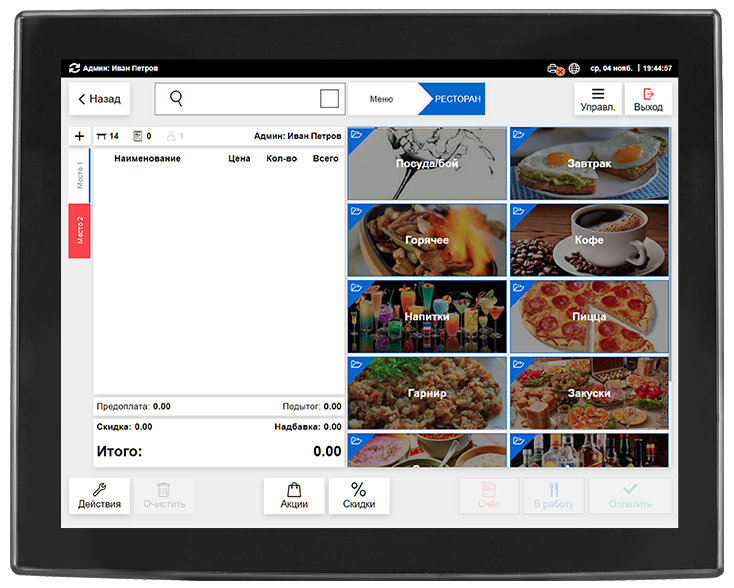 Админ: Иван Петров
ср, 04 нояб. | 19:44:57
Назад
Меню
РЕСТОРАН
Управл.
Выход
+ 14 0 1 Админ: Иван Петров
Наименование Цена Кол-во Всего
Место 1
Место 2
Посуда/бой
Завтрак
Горячее
Кофе
Напитки
Пицца
Гарнир
Закуски
Предоплата: 0.00 Подытог: 0.00
Скидка: 0.00 Надбавка: 0.00
Итого: 0.00
Действия
Очистить
Акции
Скидки
Счёт
В работу
Оплатить